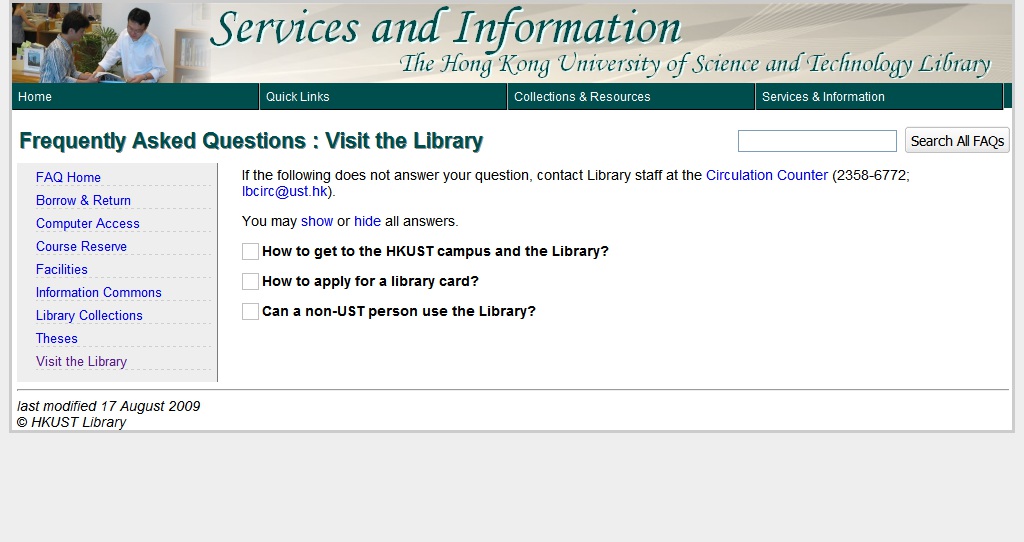 Services and Information
The Hong Kong University of Science and Technology Library
Home Quick Links Collections & Resources Services & Information
Frequently Asked Questions : Visit the Library Search All FAQs
FAQ Home
Borrow & Return
Computer Access
Course Reserve
Facilities
Information Commons
Library Collections
Theses
Visit the Library
If the following does not answer your question, contact Library staff at the Circulation Counter (2358-6772;
lbcirc@ust.hk).
You may show or hide all answers.
How to get to the HKUST campus and the Library?
How to apply for a library card?
Can a non-UST person use the Library?
last modified 17 August 2009
© HKUST Library